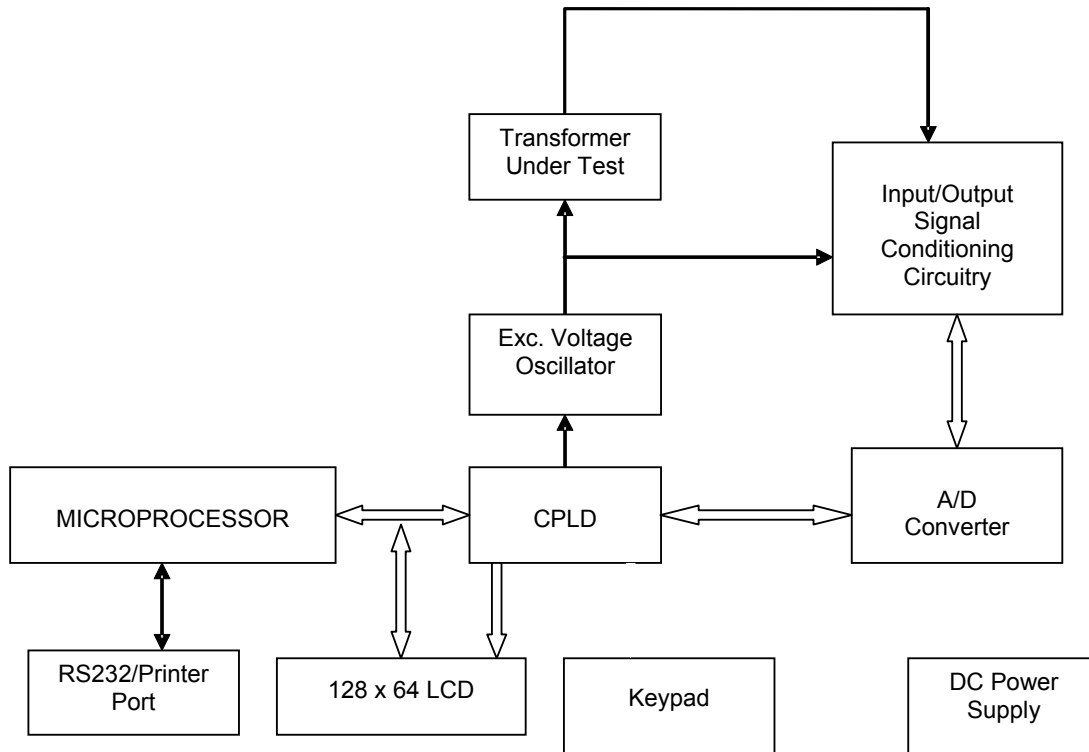 Transformer
Under Test
Input/Output
Signal
Conditioning
Circuitry
Exc. Voltage
Oscillator
MICROPROCESSOR
CPLD
A/D
Converter
RS232/Printer
Port
128 x 64 LCD
Keypad
DC Power
Supply